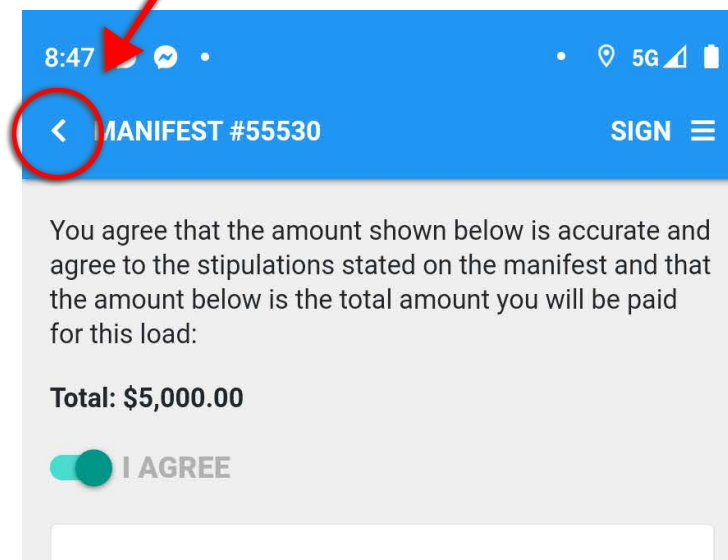 8:47 5G
MANIFEST #55530 SIGN
You agree that the amount shown below is accurate and
agree to the stipulations stated on the manifest and that
the amount below is the total amount you will be paid
for this load:
Total: $5,000.00
I AGREE